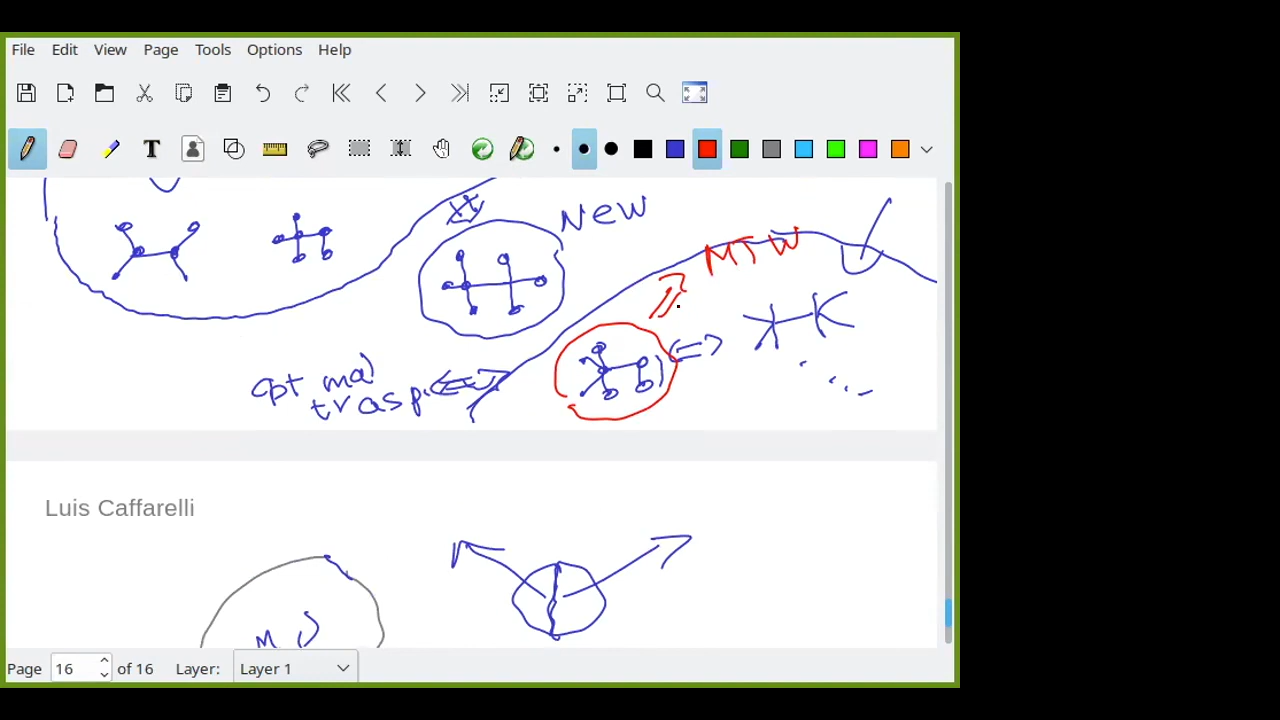 File Edit View Page Tools Options Help
T
New
MTW
opt mal
trasp.
Luis Caffarelli
Page 16 of 16 Layer: Layer 1